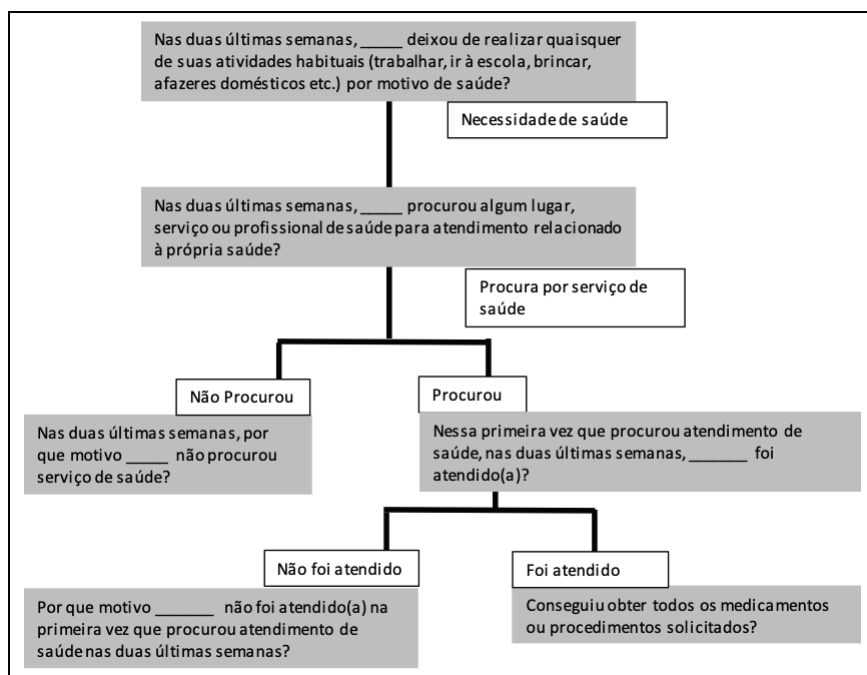 Nas duas últimas semanas, _____ deixou de realizar quaisquer
de suas atividades habituais (trabalhar, ir à escola, brincar,
afazeres domésticos etc.) por motivo de saúde?
Necessidade de saúde
Nas duas últimas semanas, _____ procurou algum lugar,
serviço ou profissional de saúde para atendimento relacionado
à própria saúde?
Procura por serviço de
saúde
Não Procurou
Procurou
Nas duas últimas semanas, por
que motivo _____ não procurou
serviço de saúde?
Nessa primeira vez que procurou atendimento de
saúde, nas duas últimas semanas, _______ foi
atendido(a)?
Não foi atendido
Foi atendido
Por que motivo _______ não foi atendido(a) na
primeira vez que procurou atendimento de
saúde nas duas últimas semanas?
Conseguiu obter todos os medicamentos
ou procedimentos solicitados?